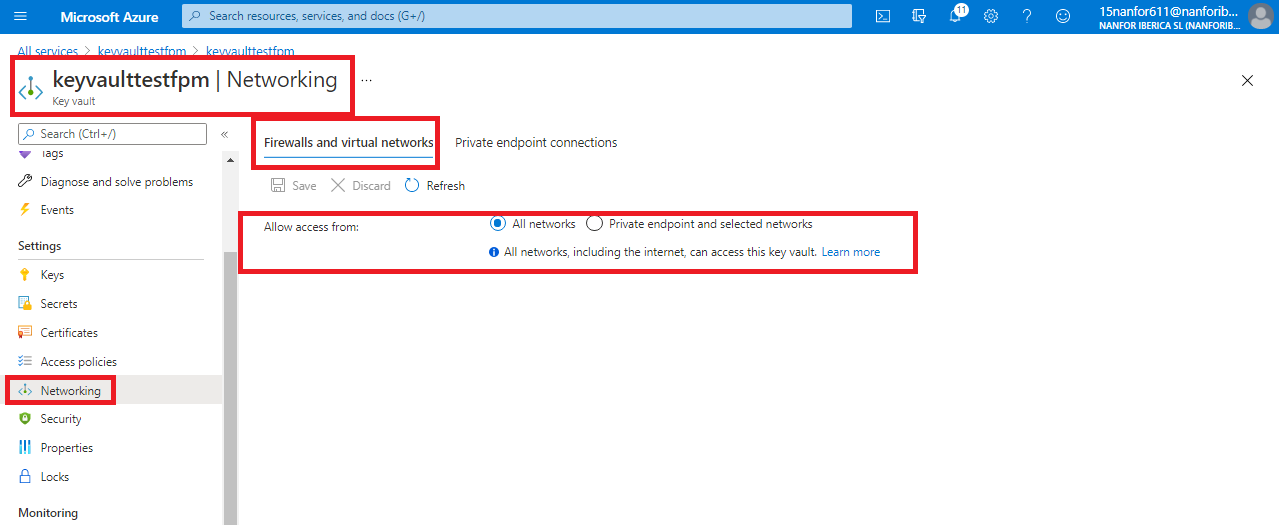 Microsoft Azure
Search resources, services, and docs (G+/)
11
15nanfor611@nanforib...
NANFOR IBERICA SL (NANFORIB...
All services > keyvaulttestfpm > keyvaulttestfpm
keyvaulttestfpm | Networking ...
Key vault
Search (Ctrl+/)
«
Tags
Diagnose and solve problems
Events
Settings
Keys
Secrets
Certificates
Access policies
Networking
Security
Properties
Locks
Monitoring
Firewalls and virtual networks Private endpoint connections
Save Discard Refresh
Allow access from: All networks Private endpoint and selected networks
All networks, including the internet, can access this key vault. Learn more